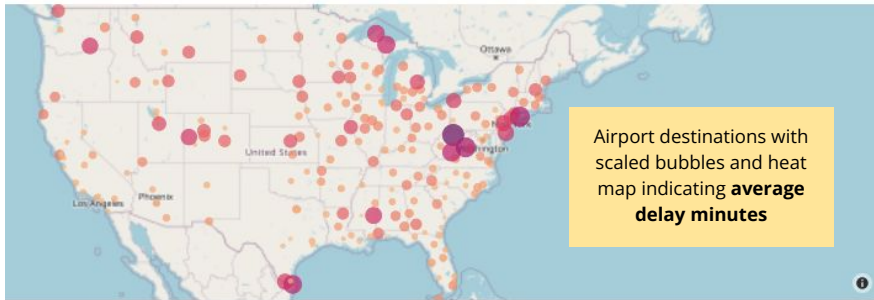 Ottawa
United States
Los Angeles
Phoenix
Airport destinations with
scaled bubbles and heat
map indicating average
delay minutes
i